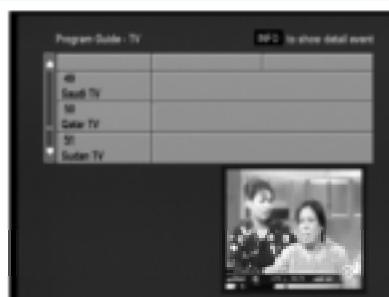 Program Guide - TV
INFO to show detail event
49
Saudi TV
50
Qatar TV
51
Sudan TV